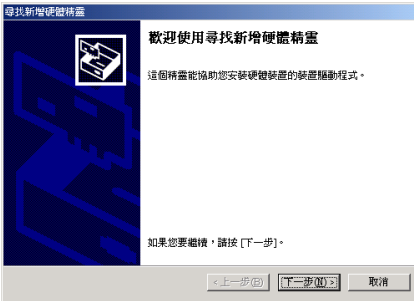 尋找新增硬體精靈
歡迎使用尋找新增硬體精靈
這個精靈能協助您安裝硬體裝置的裝置驅動程式。
如果您要繼續，請按 [下一步]。
<上一步(B) 下一步(N)> 取消